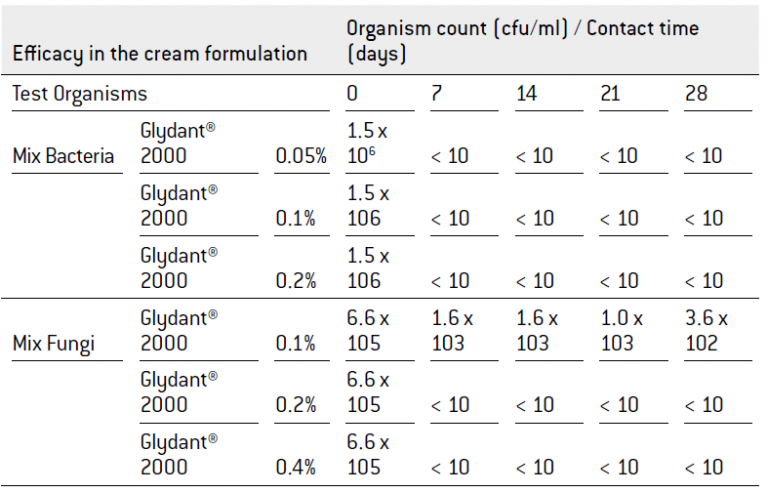 Efficacy in the cream formulation Organism count (cfu/ml) / Contact time (days)
Test Organisms 0 7 14 21 28
Mix Bacteria Glydant® 2000 0.05% 1.5 x 10⁶ < 10 < 10 < 10 < 10
Glydant® 2000 0.1% 1.5 x 106 < 10 < 10 < 10 < 10
Glydant® 2000 0.2% 1.5 x 106 < 10 < 10 < 10 < 10
Mix Fungi Glydant® 2000 0.1% 6.6 x 105 1.6 x 103 1.6 x 103 1.0 x 103 3.6 x 102
Glydant® 2000 0.2% 6.6 x 105 < 10 < 10 < 10 < 10
Glydant® 2000 0.4% 6.6 x 105 < 10 < 10 < 10 < 10